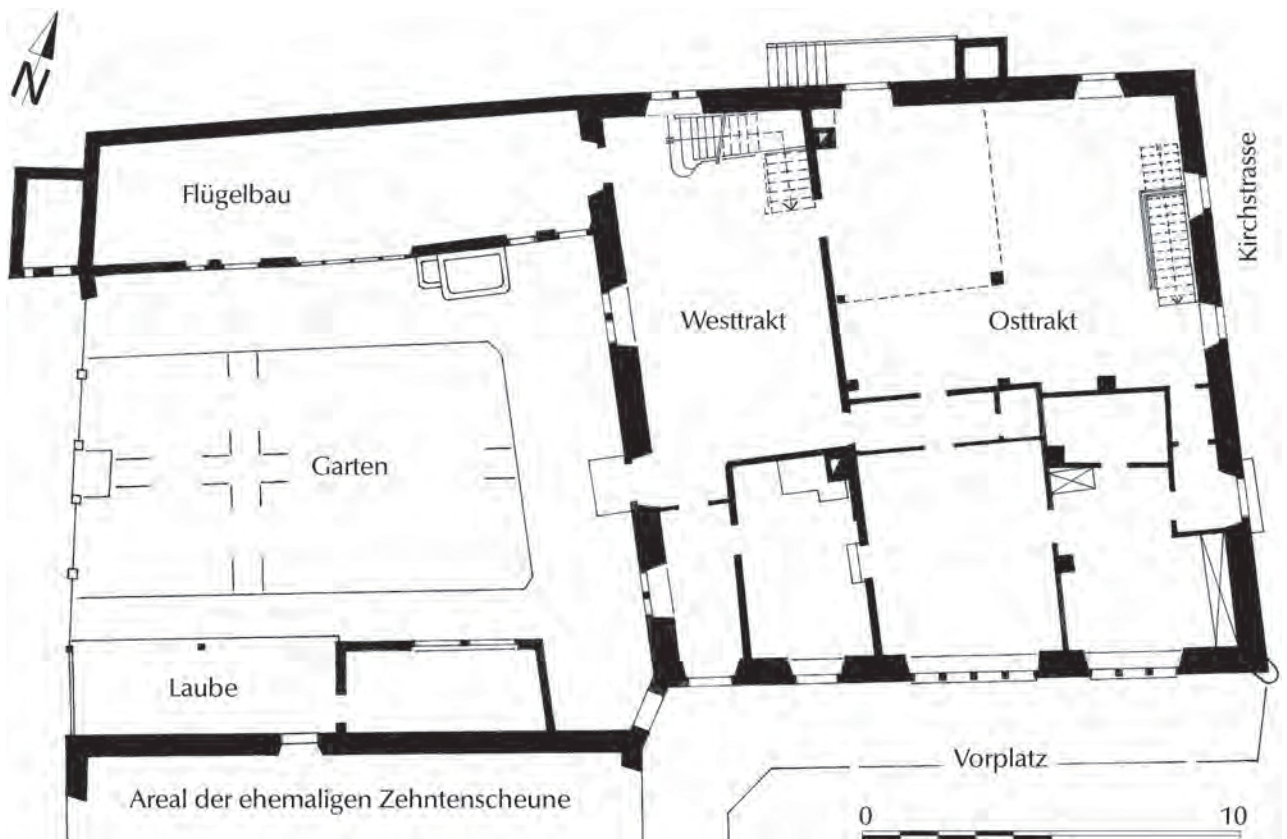 N
Flügelbau
Kirchstrasse
Westtrakt
Osttrakt
Garten
Laube
Vorplatz
Areal der ehemaligen Zehntenscheune
0 10